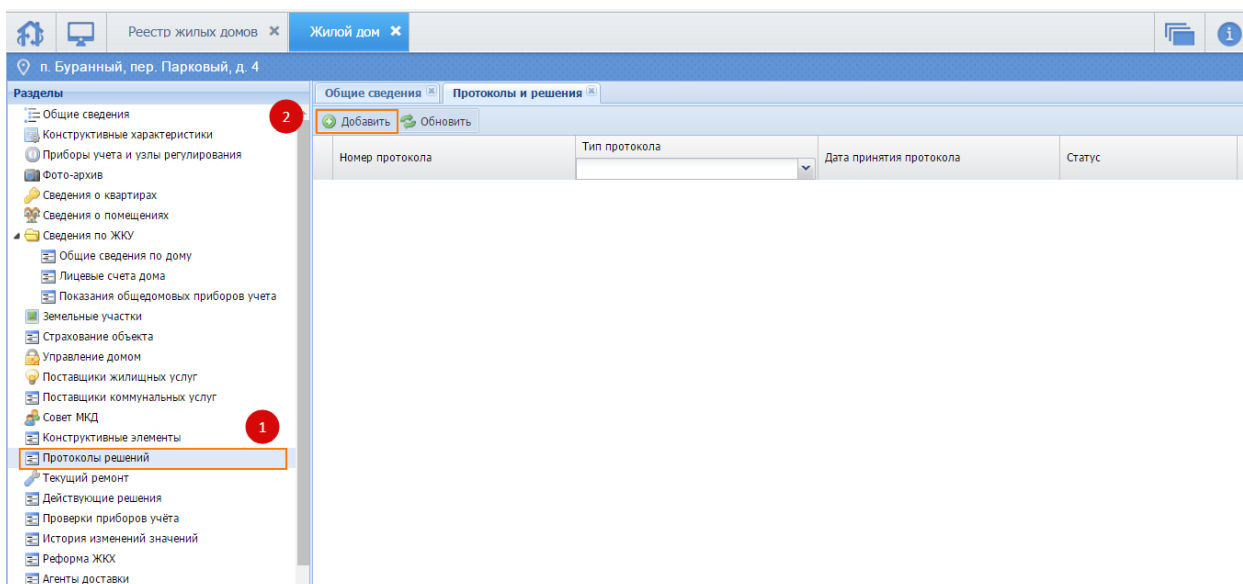 Реестр жилых домов
Жилой дом
п. Буранный, пер. Парковый, д. 4
Разделы
Общие сведения
Конструктивные характеристики
Приборы учета и узлы регулирования
Фото-архив
Сведения о квартирах
Сведения о помещениях
Сведения по ЖКУ
Общие сведения по дому
Лицевые счета дома
Показания общедомовых приборов учета
Земельные участки
Страхование объекта
Управление домом
Поставщики жилищных услуг
Поставщики коммунальных услуг
Совет МКД
1
Конструктивные элементы
Протоколы решений
Текущий ремонт
Действующие решения
Проверки приборов учёта
История изменений значений
Реформа ЖКХ
Агенты доставки
Общие сведения
Протоколы и решения
2
Добавить
Обновить
Номер протокола
Тип протокола
Дата принятия протокола
Статус